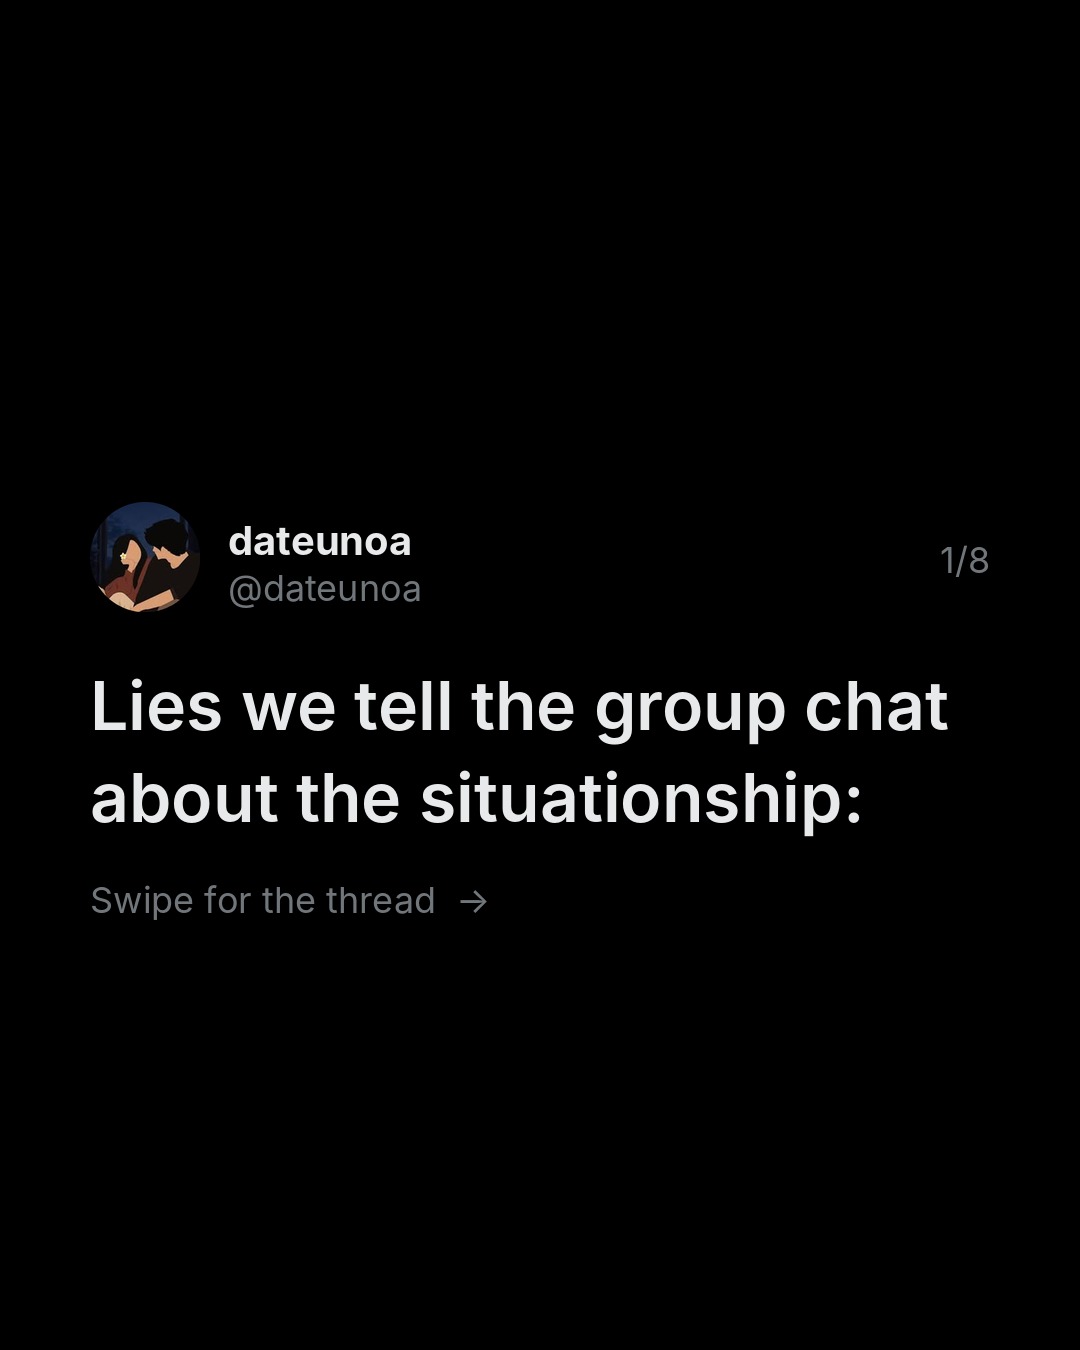 dateunoa
@dateunoa
1/8
Lies we tell the group chat
about the situationship:
Swipe for the thread →